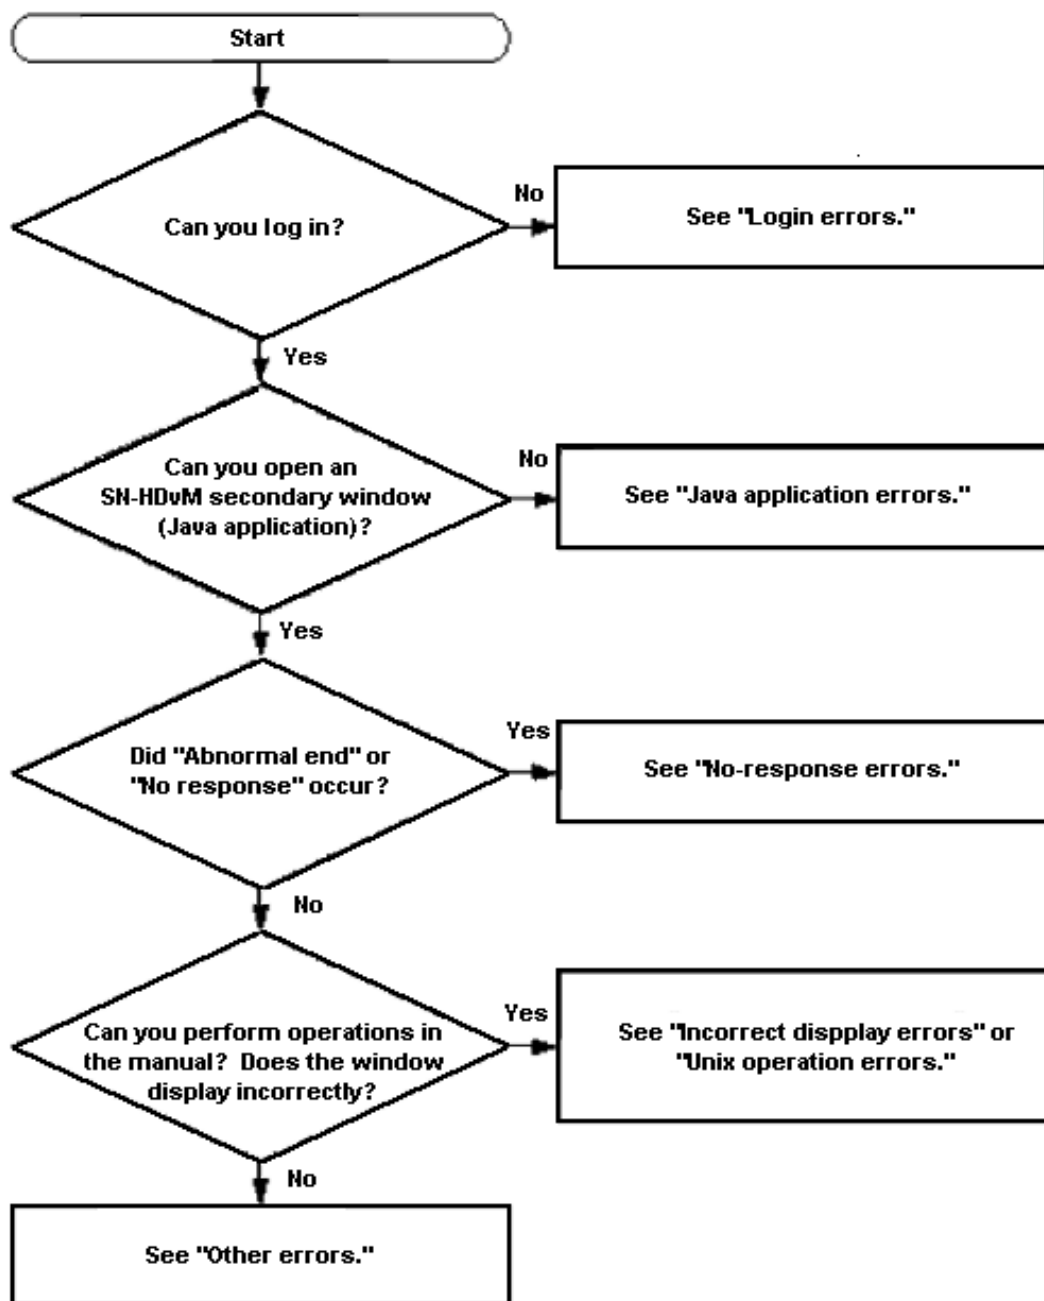 Start
Can you log in?
No
See "Login errors."
Yes
Can you open an
SN-HDvM secondary window
(Java application)?
No
See "Java application errors."
Yes
Did "Abnormal end" or
"No response" occur?
Yes
See "No-response errors."
No
Can you perform operations in
the manual?  Does the window
display incorrectly?
Yes
See "Incorrect dispplay errors" or
"Unix operation errors."
No
See "Other errors."